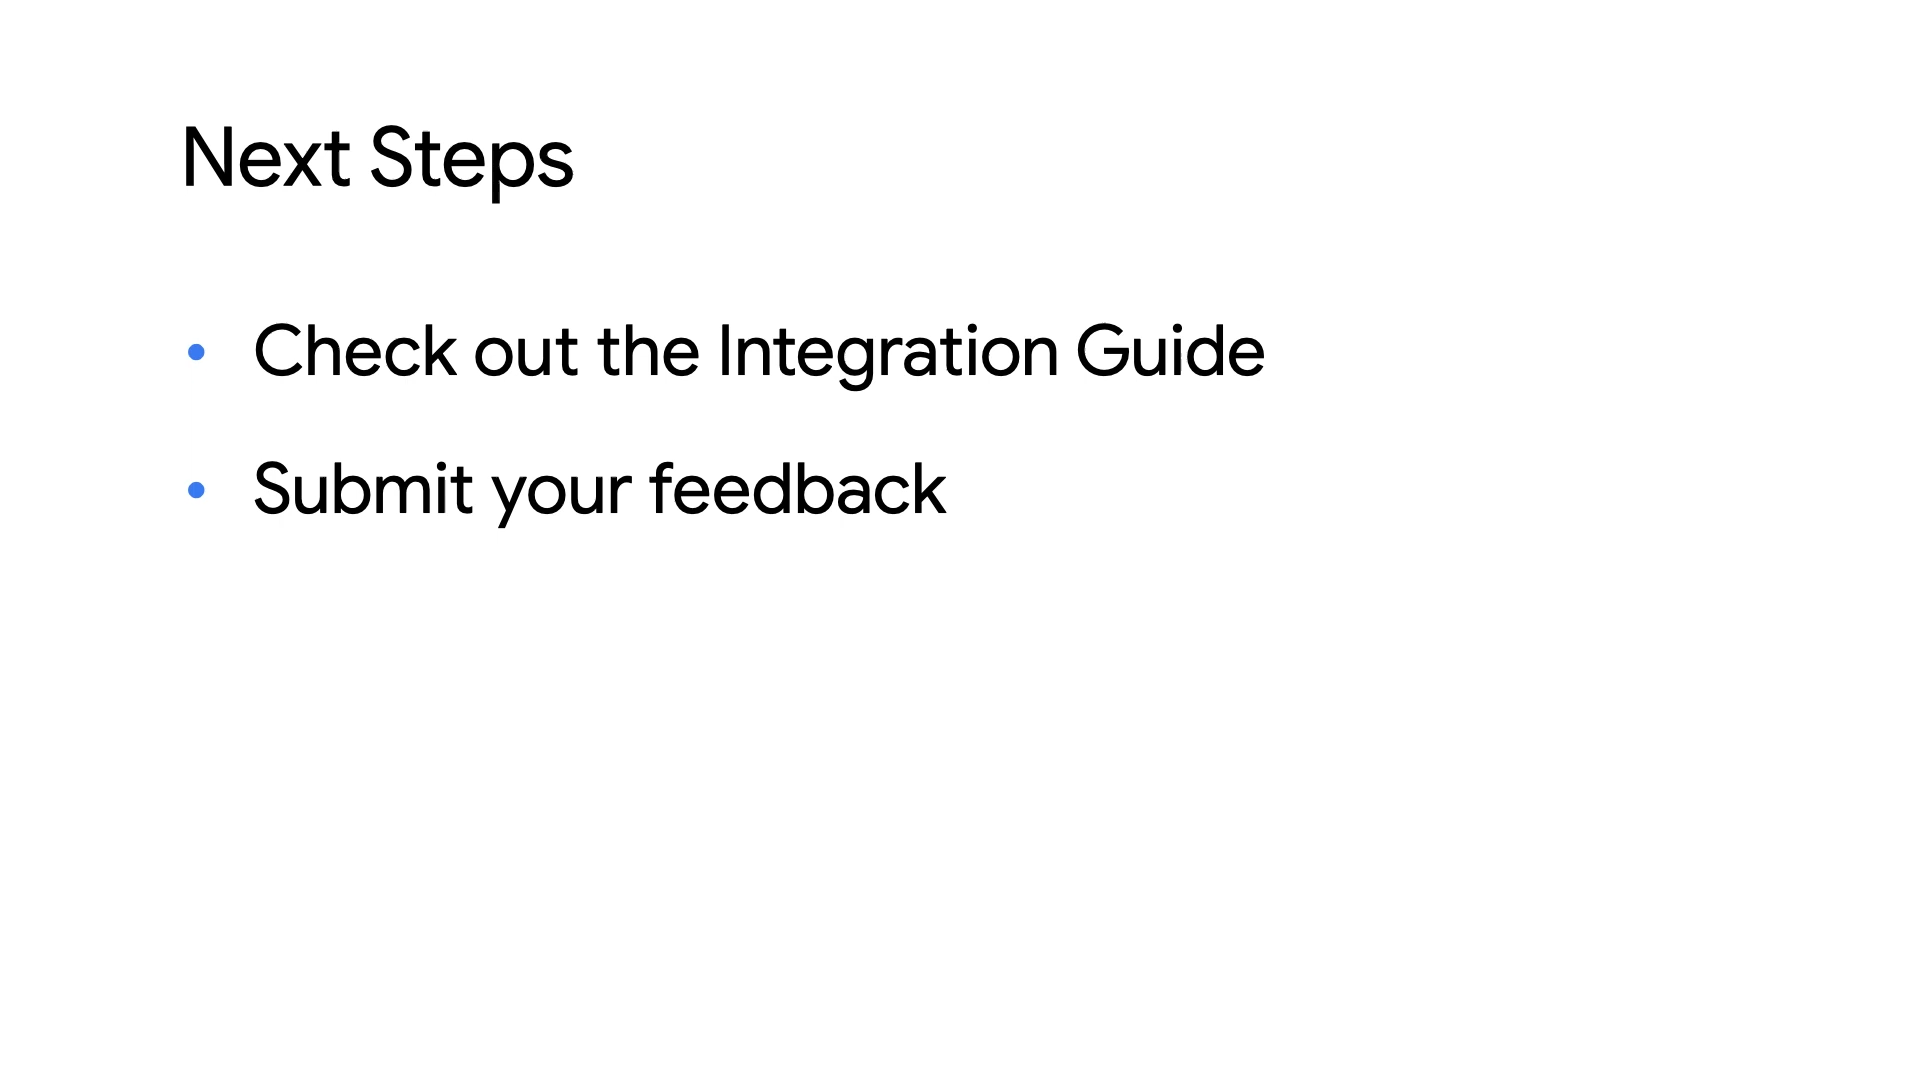 Next Steps
• Check out the Integration Guide
• Submit your feedback